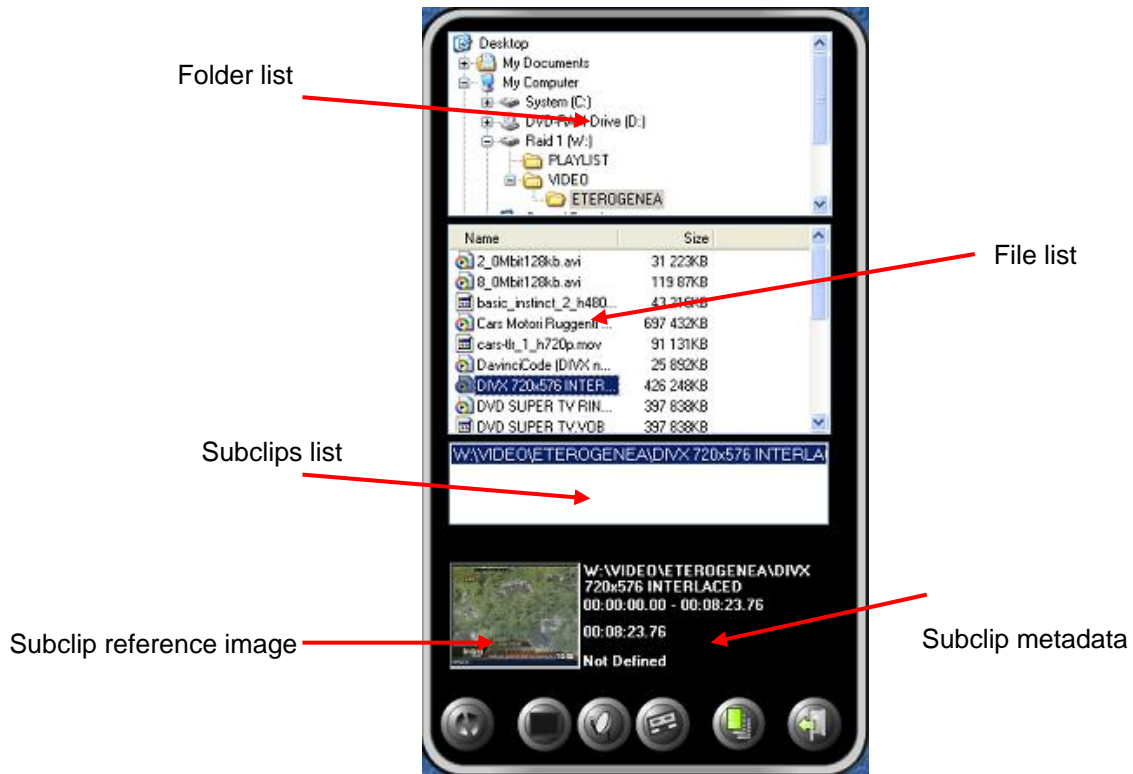 Desktop
My Documents
Folder list
My Computer
System (C:)
Drive (D:)
Raid 1 (W:)
PLAYLIST
VIDEO
ETEROGENEA
Name Size
2_0Mbit128kb.avi 31 223KB
File list
8_0Mbit128kb.avi 119 87KB
basic_instinct_2_h480... 43 216KB
Cars Motori Ruggenti ... 697 432KB
cars-tlr_1_h720p.mov 91 131KB
DavinciCode (DIVX n... 25 892KB
DIVX 720x576 INTER... 426 248KB
DVD SUPER TV RIN... 397 838KB
DVD SUPER TV.VOB 397 838KB
Subclips list
W:\VIDEO\ETEROGENEA\DIVX 720x576 INTERLA
W:\VIDEO\ETEROGENEA\DIVX
720x576 INTERLACED
00:00:00.00 - 00:08:23.76
00:08:23.76
Subclip reference image
Subclip metadata
Not Defined